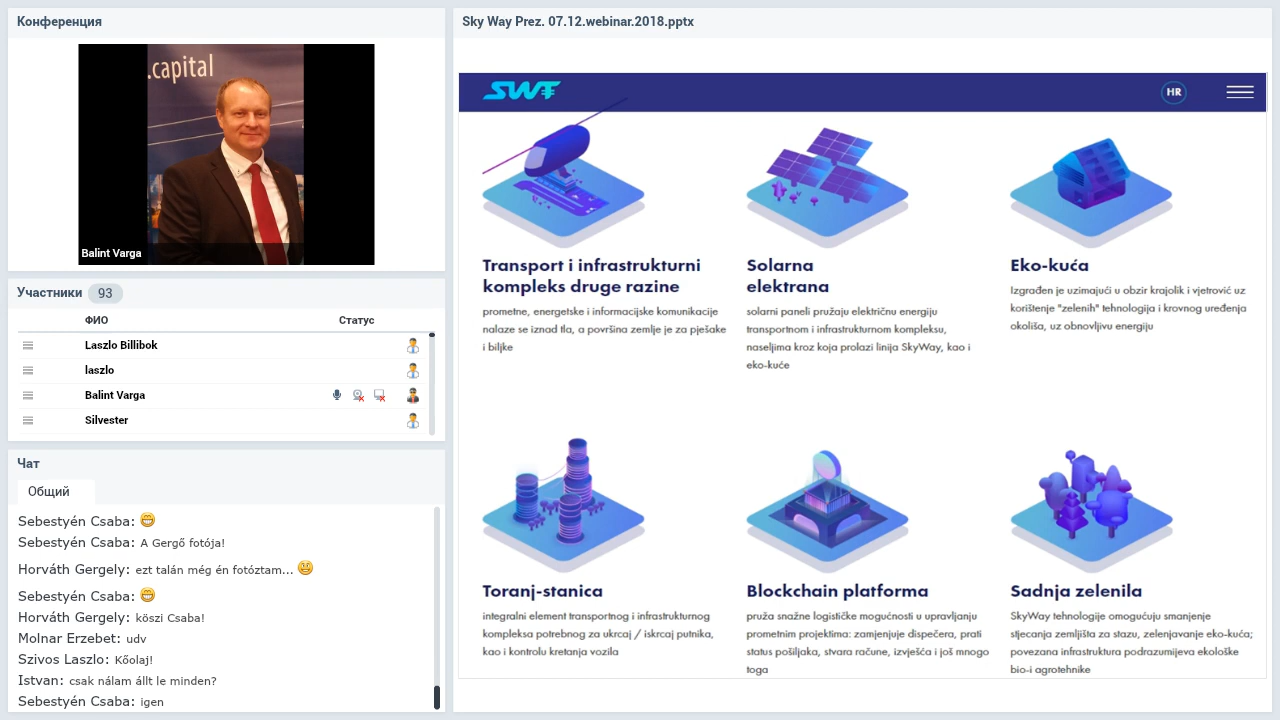 Конференция
.capital
Balint Varga
Участники 93
ФИО Статус
Laszlo Billibok
laszlo
Balint Varga
Silvester
Чат
Общий
Sebestyén Csaba:
Sebestyén Csaba: A Gergő fotója!
Horváth Gergely: ezt talán még én fotóztam...
Sebestyén Csaba:
Horváth Gergely: köszi Csaba!
Molnar Erzebet: udv
Szivos Laszlo: Kőolaj!
Istvan: csak nálam állt le minden?
Sebestyén Csaba: igen
Sky Way Prez. 07.12.webinar.2018.pptx
SWT
HR
Transport i infrastrukturni
kompleks druge razine
prometne, energetske i informacijske komunikacije
nalaze se iznad tla, a površina zemlje je za pješake
i biljke
Solarna
elektrana
solarni paneli pružaju električnu energiju
transportnom i infrastrukturnom kompleksu,
naseljima kroz koja prolazi linija SkyWay, kao i
eko-kuće
Eko-kuća
Izgrađen je uzimajući u obzir krajolik i vjetrović uz
korištenje "zelenih" tehnologija i krovnog uređenja
okoliša, uz obnovljivu energiju
Toranj-stanica
integralni element transportnog i infrastrukturnog
kompleksa potrebnog za ukrcaj / iskrcaj putnika,
kao i kontrolu kretanja vozila
Blockchain platforma
pruža snažne logističke mogućnosti u upravljanju
prometnim projektima: zamjenjuje dispečera, prati
status pošiljaka, stvara račune, izvješća i još mnogo
toga
Sadnja zelenila
SkyWay tehnologije omogućuju smanjenje
stjecanja zemljišta za stazu, zelenjavanje eko-kuća;
povezana infrastruktura podrazumijeva ekološke
bio-i agrotehnike